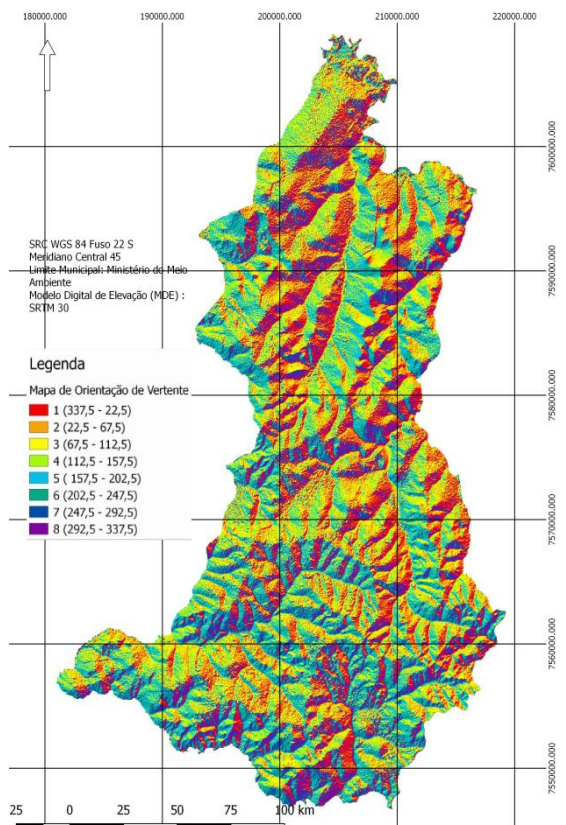 180000.000 190000.000 200000.000 210000.000 220000.000
7600000.000
SRC WGS 84 Fuso 22 S
Meridiano Central 45
Limite Municipal: Ministério do Meio
Ambiente
Modelo Digital de Elevação (MDE) :
SRTM 30
7590000.000
Legenda
Mapa de Orientação de Vertente
1 (337,5 - 22,5)
2 (22,5 - 67,5)
3 (67,5 - 112,5)
4 (112,5 - 157,5)
5 ( 157,5 - 202,5)
6 (202,5 - 247,5)
7 (247,5 - 292,5)
8 (292,5 - 337,5)
7580000.000
7570000.000
7560000.000
7550000.000
25 0 25 50 75 100 km